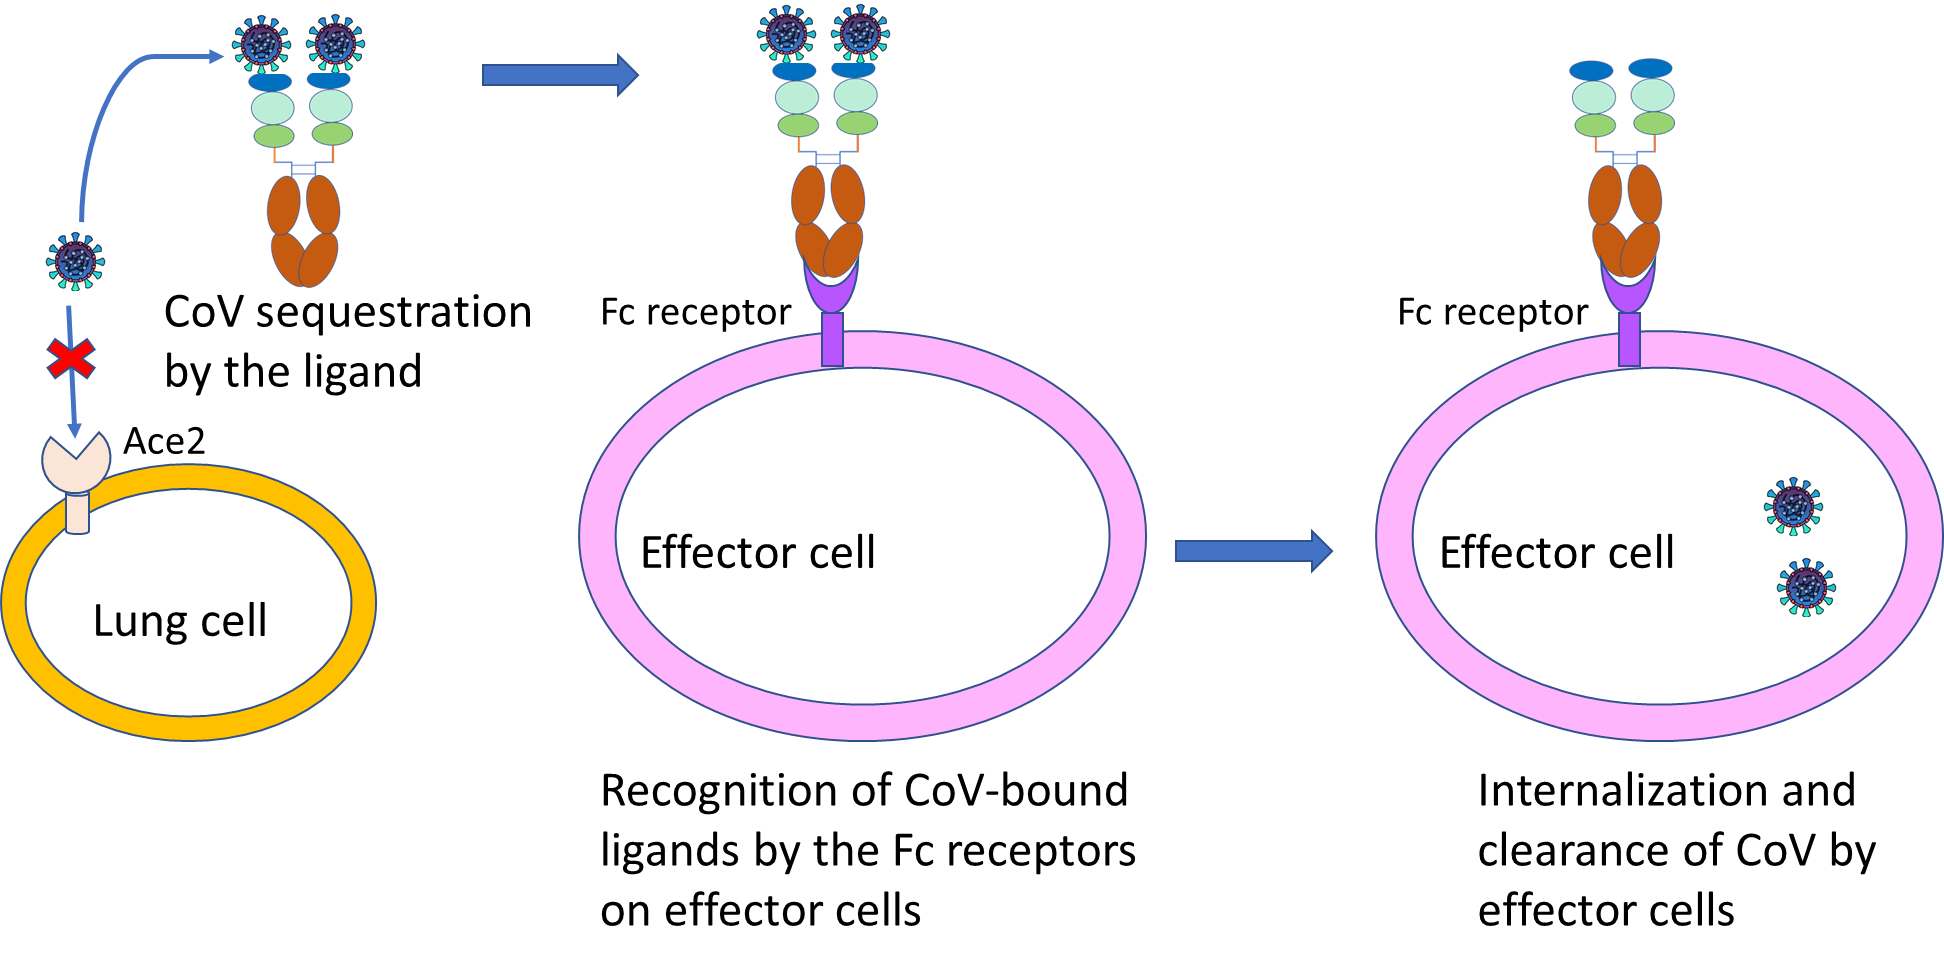 CoV sequestration
by the ligand
Ace2
Lung cell
Fc receptor
Effector cell
Recognition of CoV-bound
ligands by the Fc receptors
on effector cells
Fc receptor
Effector cell
Internalization and
clearance of CoV by
effector cells